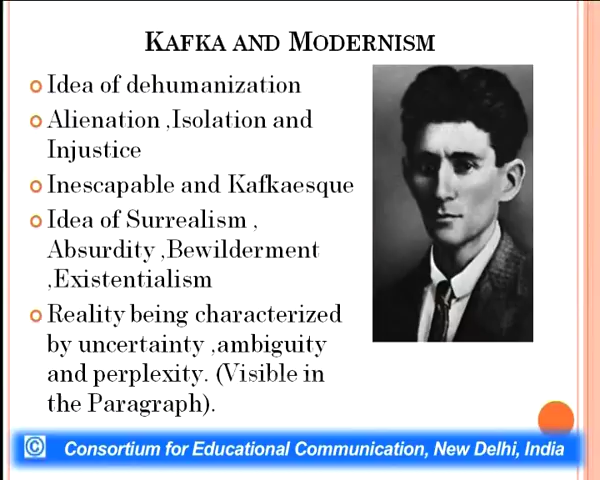 KAFKA AND MODERNISM
Idea of dehumanization
Alienation ,Isolation and
Injustice
Inescapable and Kafkaesque
Idea of Surrealism ,
Absurdity ,Bewilderment
,Existentialism
Reality being characterized
by uncertainty ,ambiguity
and perplexity. (Visible in
the Paragraph).
© Consortium for Educational Communication, New Delhi, India